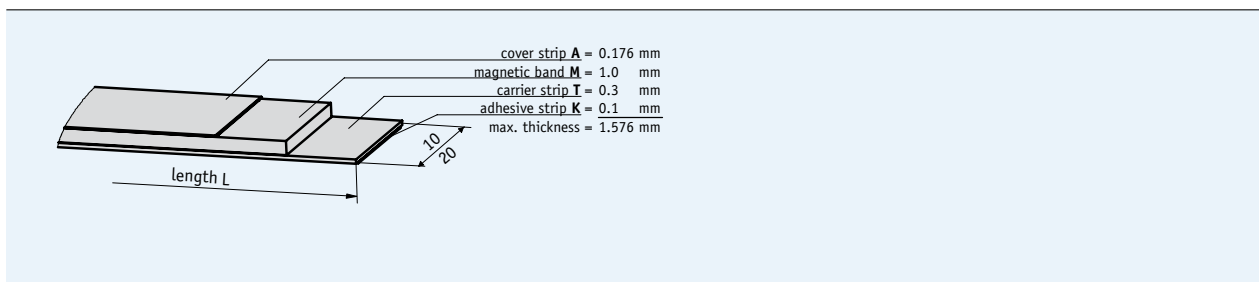 cover strip A = 0.176 mm
magnetic band M = 1.0 mm
carrier strip T = 0.3 mm
adhesive strip K = 0.1 mm
max. thickness = 1.576 mm
10
20
length L